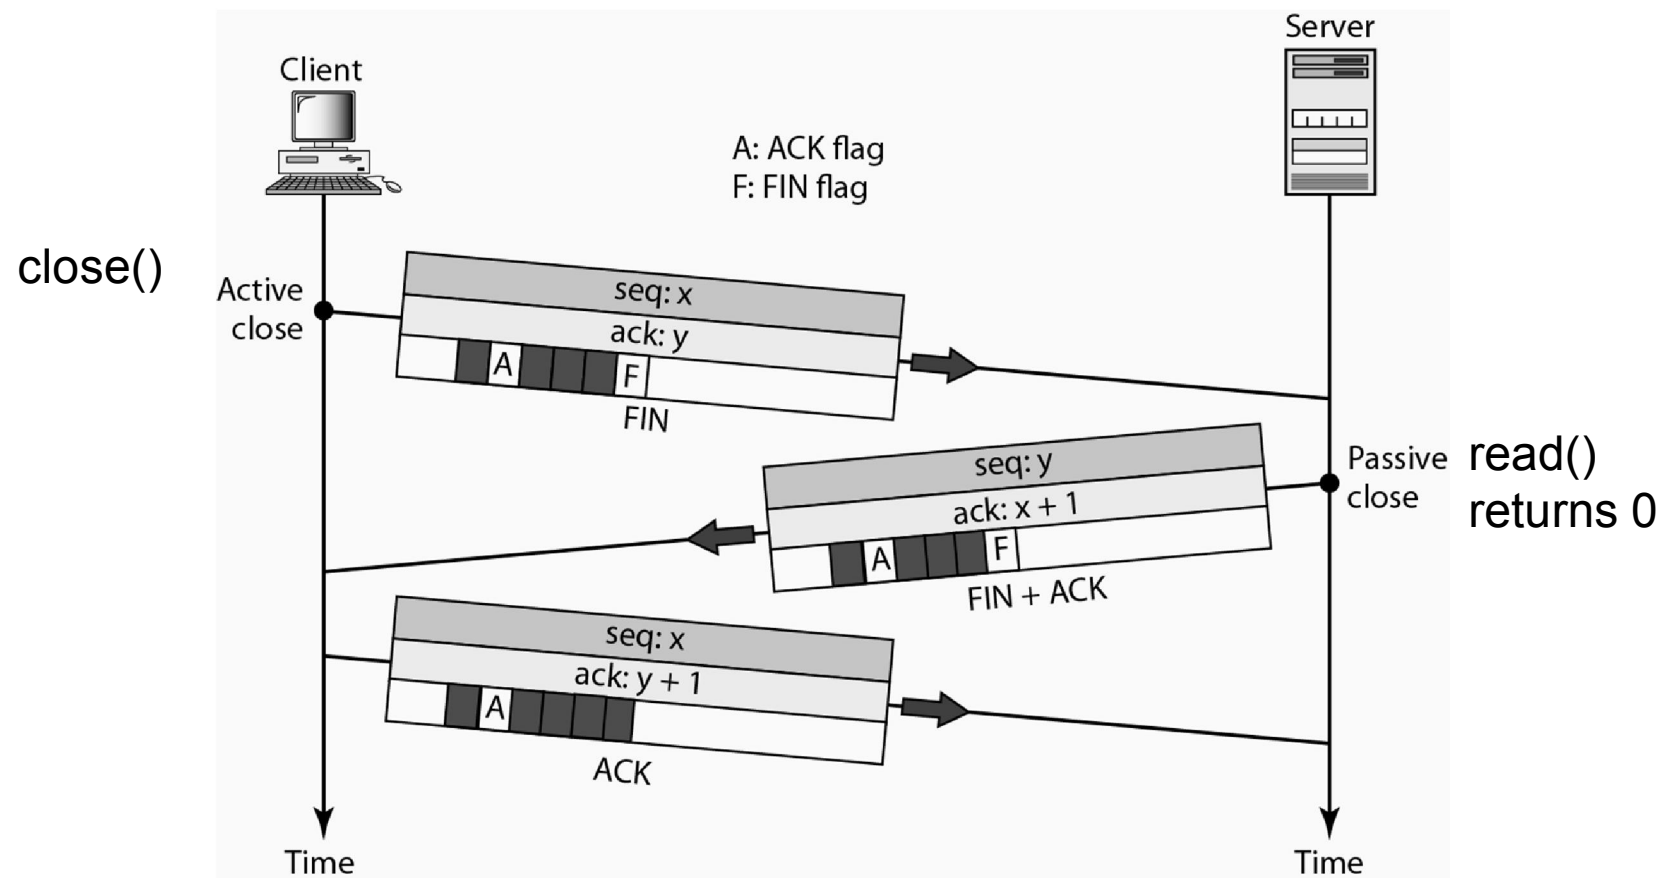 Server
Client
A: ACK flag
F: FIN flag
close()
Active
close
seq: x
ack: y
A
F
FIN
Passive
close
read()
returns 0
seq: y
ack: x + 1
A
F
FIN + ACK
seq: x
ack: y + 1
A
ACK
Time
Time